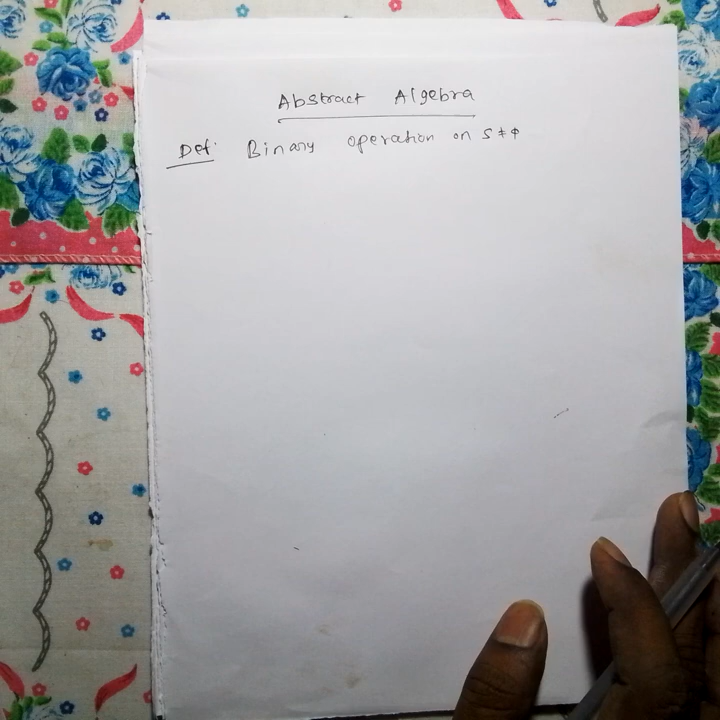 Abstract Algebra
Def: Binary operation on S ≠ φ